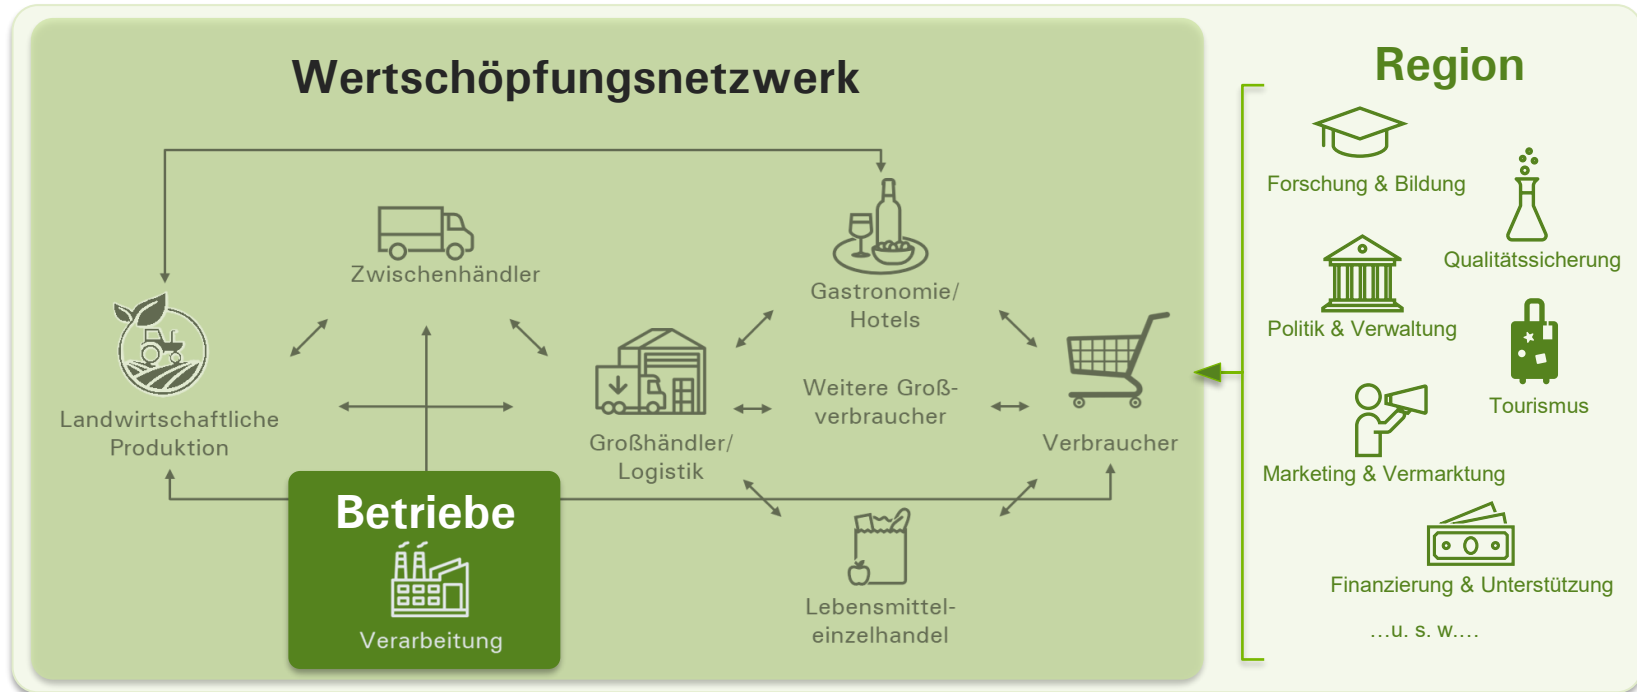 Wertschöpfungsnetzwerk
Zwischenhändler
Gastronomie/
Hotels
Landwirtschaftliche
Produktion
Großhändler/
Logistik
Weitere Groß-
verbraucher
Verbraucher
Betriebe
Verarbeitung
Lebensmittel-
einzelhandel
Region
Forschung & Bildung
Qualitätssicherung
Politik & Verwaltung
Tourismus
Marketing & Vermarktung
Finanzierung & Unterstützung
...u. s. w....